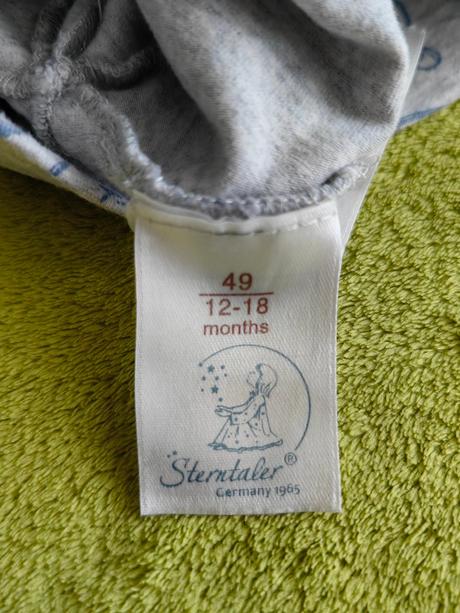 49
12-18
months
Sterntaler®
Germany 1965